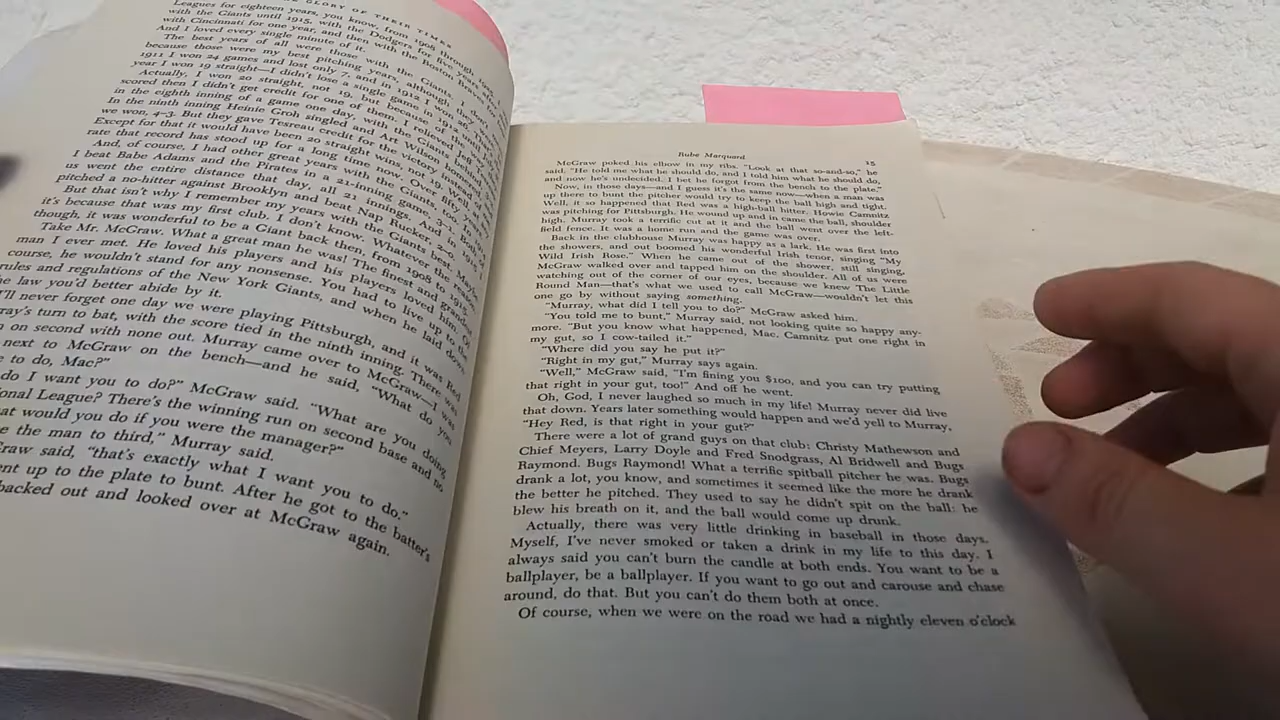 GLORY OF THEIR TIMES
Leagues for eighteen years, you know, from 1908 through
with the Giants until 1915, with the Dodgers for five years
with Cincinnati for one year, and then with the Boston Braves
And I loved every single minute of it.
The best years of all were those with the Giants. I
because those were my best pitching years, although
1911 I won 24 games and lost only 7, and in 1912 I won
year I won 19 straight—I didn't lose a single game in 1912
Actually, I won 20 straight, not 19, but because of the
scored then I didn't get credit for one of them. I relieved
in the eighth inning of a game one day, with the Giants
In the ninth inning Heinie Groh singled and Art Wilson
we won, 4–3. But they gave Tesreau credit for the victory
Except for that it would have been 20 straight wins, not 19.
rate that record has stood up for a long time now. Over fifty
And, of course, I had other great years with the Giants, too.
I beat Babe Adams and the Pirates in a 21-inning game,
us went the entire distance that day, all 21 innings. And in
pitched a no-hitter against Brooklyn and beat Nap Rucker, 2–0.
But that isn't why I remember my years with the Giants best. Maybe
it's because that was my first club. I don't know. Whatever the
though, it was wonderful to be a Giant back then, from 1908 to 1915.
Take Mr. McGraw. What a great man he was! The finest and grandest
man I ever met. He loved his players and his players loved him. Of
course, he wouldn't stand for any nonsense. You had to live up to the
rules and regulations of the New York Giants, and when he laid down
the law you'd better abide by it.
I'll never forget one day we were playing Pittsburgh, and it was Red
Murray's turn to bat, with the score tied in the ninth inning. There was
on second with none out. Murray came over to McGraw—I was
next to McGraw on the bench—and he said, "What do you
to do, Mac?"
do I want you to do?" McGraw said. "What are you doing
National League? There's the winning run on second base and no
would you do if you were the manager?"
the man to third," Murray said.
McGraw said, "that's exactly what I want you to do."
went up to the plate to bunt. After he got to the batter's
backed out and looked over at McGraw again.
Rube Marquard 15
McGraw poked his elbow in my ribs. "Look at that so-and-so," he
said. "He told me what he should do, and I told him what he should do,
and now he's undecided. I bet he forgot from the bench to the plate."
Now, in those days—and I guess it's the same now—when a man was
up there to bunt the pitcher would try to keep the ball high and tight.
Well, it so happened that Red was a high-ball hitter. Howie Camnitz
was pitching for Pittsburgh. He wound up and in came the ball, shoulder
high. Murray took a terrific cut at it and the ball went over the left-
field fence. It was a home run and the game was over.
Back in the clubhouse Murray was happy as a lark. He was first into
the showers, and out boomed his wonderful Irish tenor, singing "My
Wild Irish Rose." When he came out of the shower, still singing,
McGraw walked over and tapped him on the shoulder. All of us were
watching out of the corner of our eyes, because we knew The Little
Round Man—that's what we used to call McGraw—wouldn't let this
one go by without saying something.
"Murray, what did I tell you to do?" McGraw asked him.
"You told me to bunt," Murray said, not looking quite so happy any-
more. "But you know what happened, Mac. Camnitz put one right in
my gut, so I cow-tailed it."
"Where did you say he put it?"
"Right in my gut," Murray says again.
"Well," McGraw said, "I'm fining you $100, and you can try putting
that right in your gut, too!" And off he went.
Oh, God, I never laughed so much in my life! Murray never did live
that down. Years later something would happen and we'd yell to Murray,
"Hey Red, is that right in your gut?"
There were a lot of grand guys on that club: Christy Mathewson and
Chief Meyers, Larry Doyle and Fred Snodgrass, Al Bridwell and Bugs
Raymond. Bugs Raymond! What a terrific spitball pitcher he was. Bugs
drank a lot, you know, and sometimes it seemed like the more he drank
the better he pitched. They used to say he didn't spit on the ball: he
blew his breath on it, and the ball would come up drunk.
Actually, there was very little drinking in baseball in those days.
Myself, I've never smoked or taken a drink in my life to this day. I
always said you can't burn the candle at both ends. You want to be a
ballplayer, be a ballplayer. If you want to go out and carouse and chase
around, do that. But you can't do them both at once.
Of course, when we were on the road we had a nightly eleven o'clock